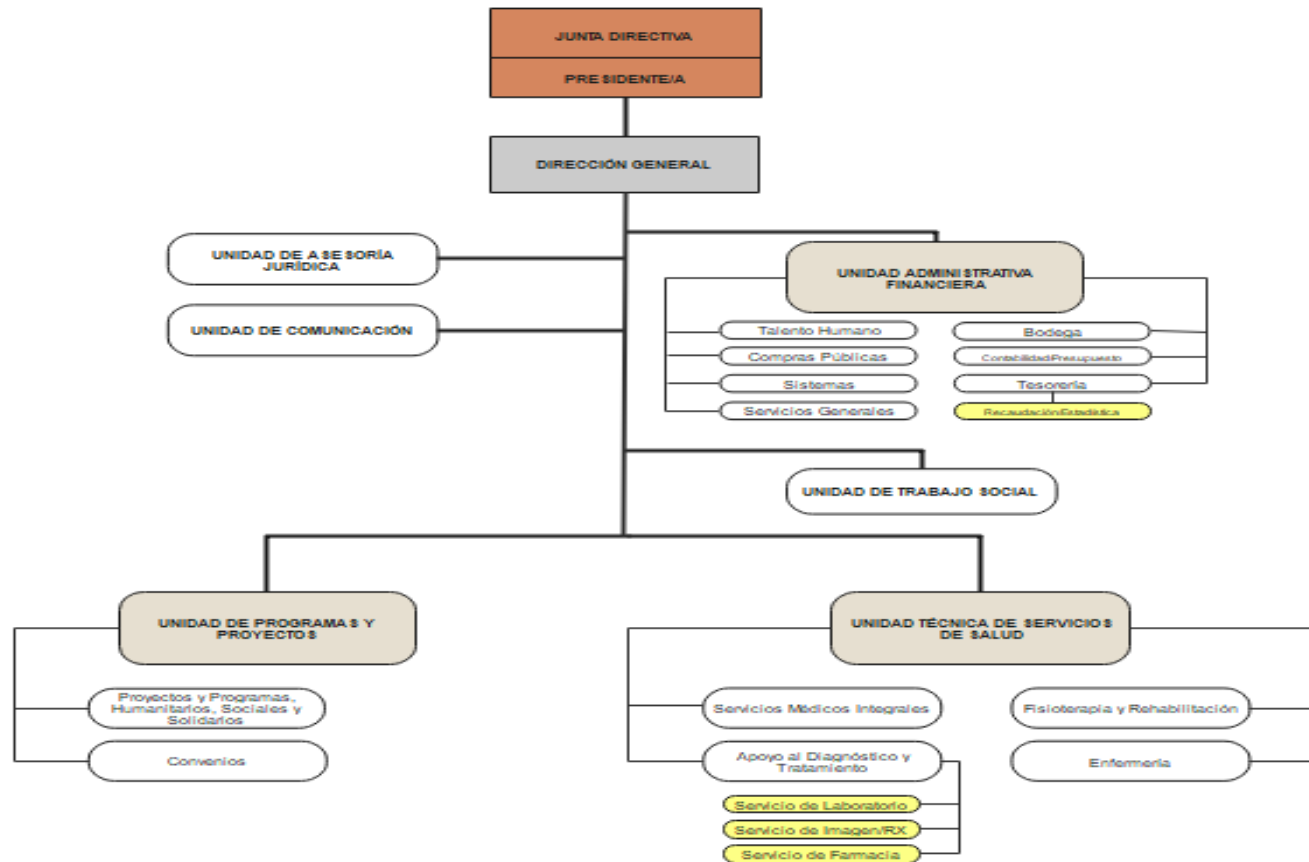 JUNTA DIRECTIVA
PRESIDENTE/A
DIRECCIÓN GENERAL
UNIDAD DE ASESORÍA
JURÍDICA
UNIDAD DE COMUNICACIÓN
UNIDAD ADMINISTRATIVA
FINANCIERA
Talento Humano
Compras Públicas
Sistemas
Servicios Generales
Bodega
Contabilidad/Presupuesto
Tesorería
Recaudación/Estadística
UNIDAD DE TRABAJO SOCIAL
UNIDAD DE PROGRAMAS Y
PROYECTOS
Proyectos y Programas,
Humanitarios, Sociales y
Solidarios
Convenios
UNIDAD TÉCNICA DE SERVICIOS
DE SALUD
Servicios Médicos Integrales
Apoyo al Diagnóstico y
Tratamiento
Servicio de Laboratorio
Servicio de Imagen/RX
Servicio de Farmacia
Fisioterapia y Rehabilitación
Enfermería